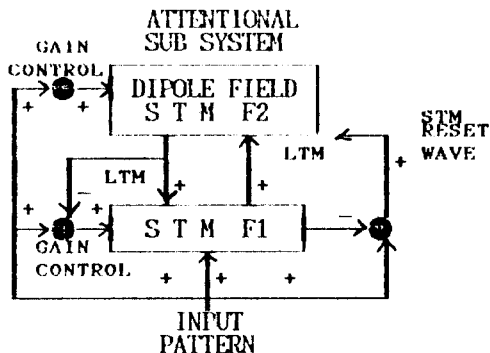 ATTENTIONAL
SUB SYSTEM
GAIN
CONTROL
DIPOLE FIELD
S T M F2
+ +
STM
RESET
WAVE
LTM
+
LTM
− + +
+ +
S T M F1
−
GAIN
CONTROL
+ + +
INPUT
PATTERN